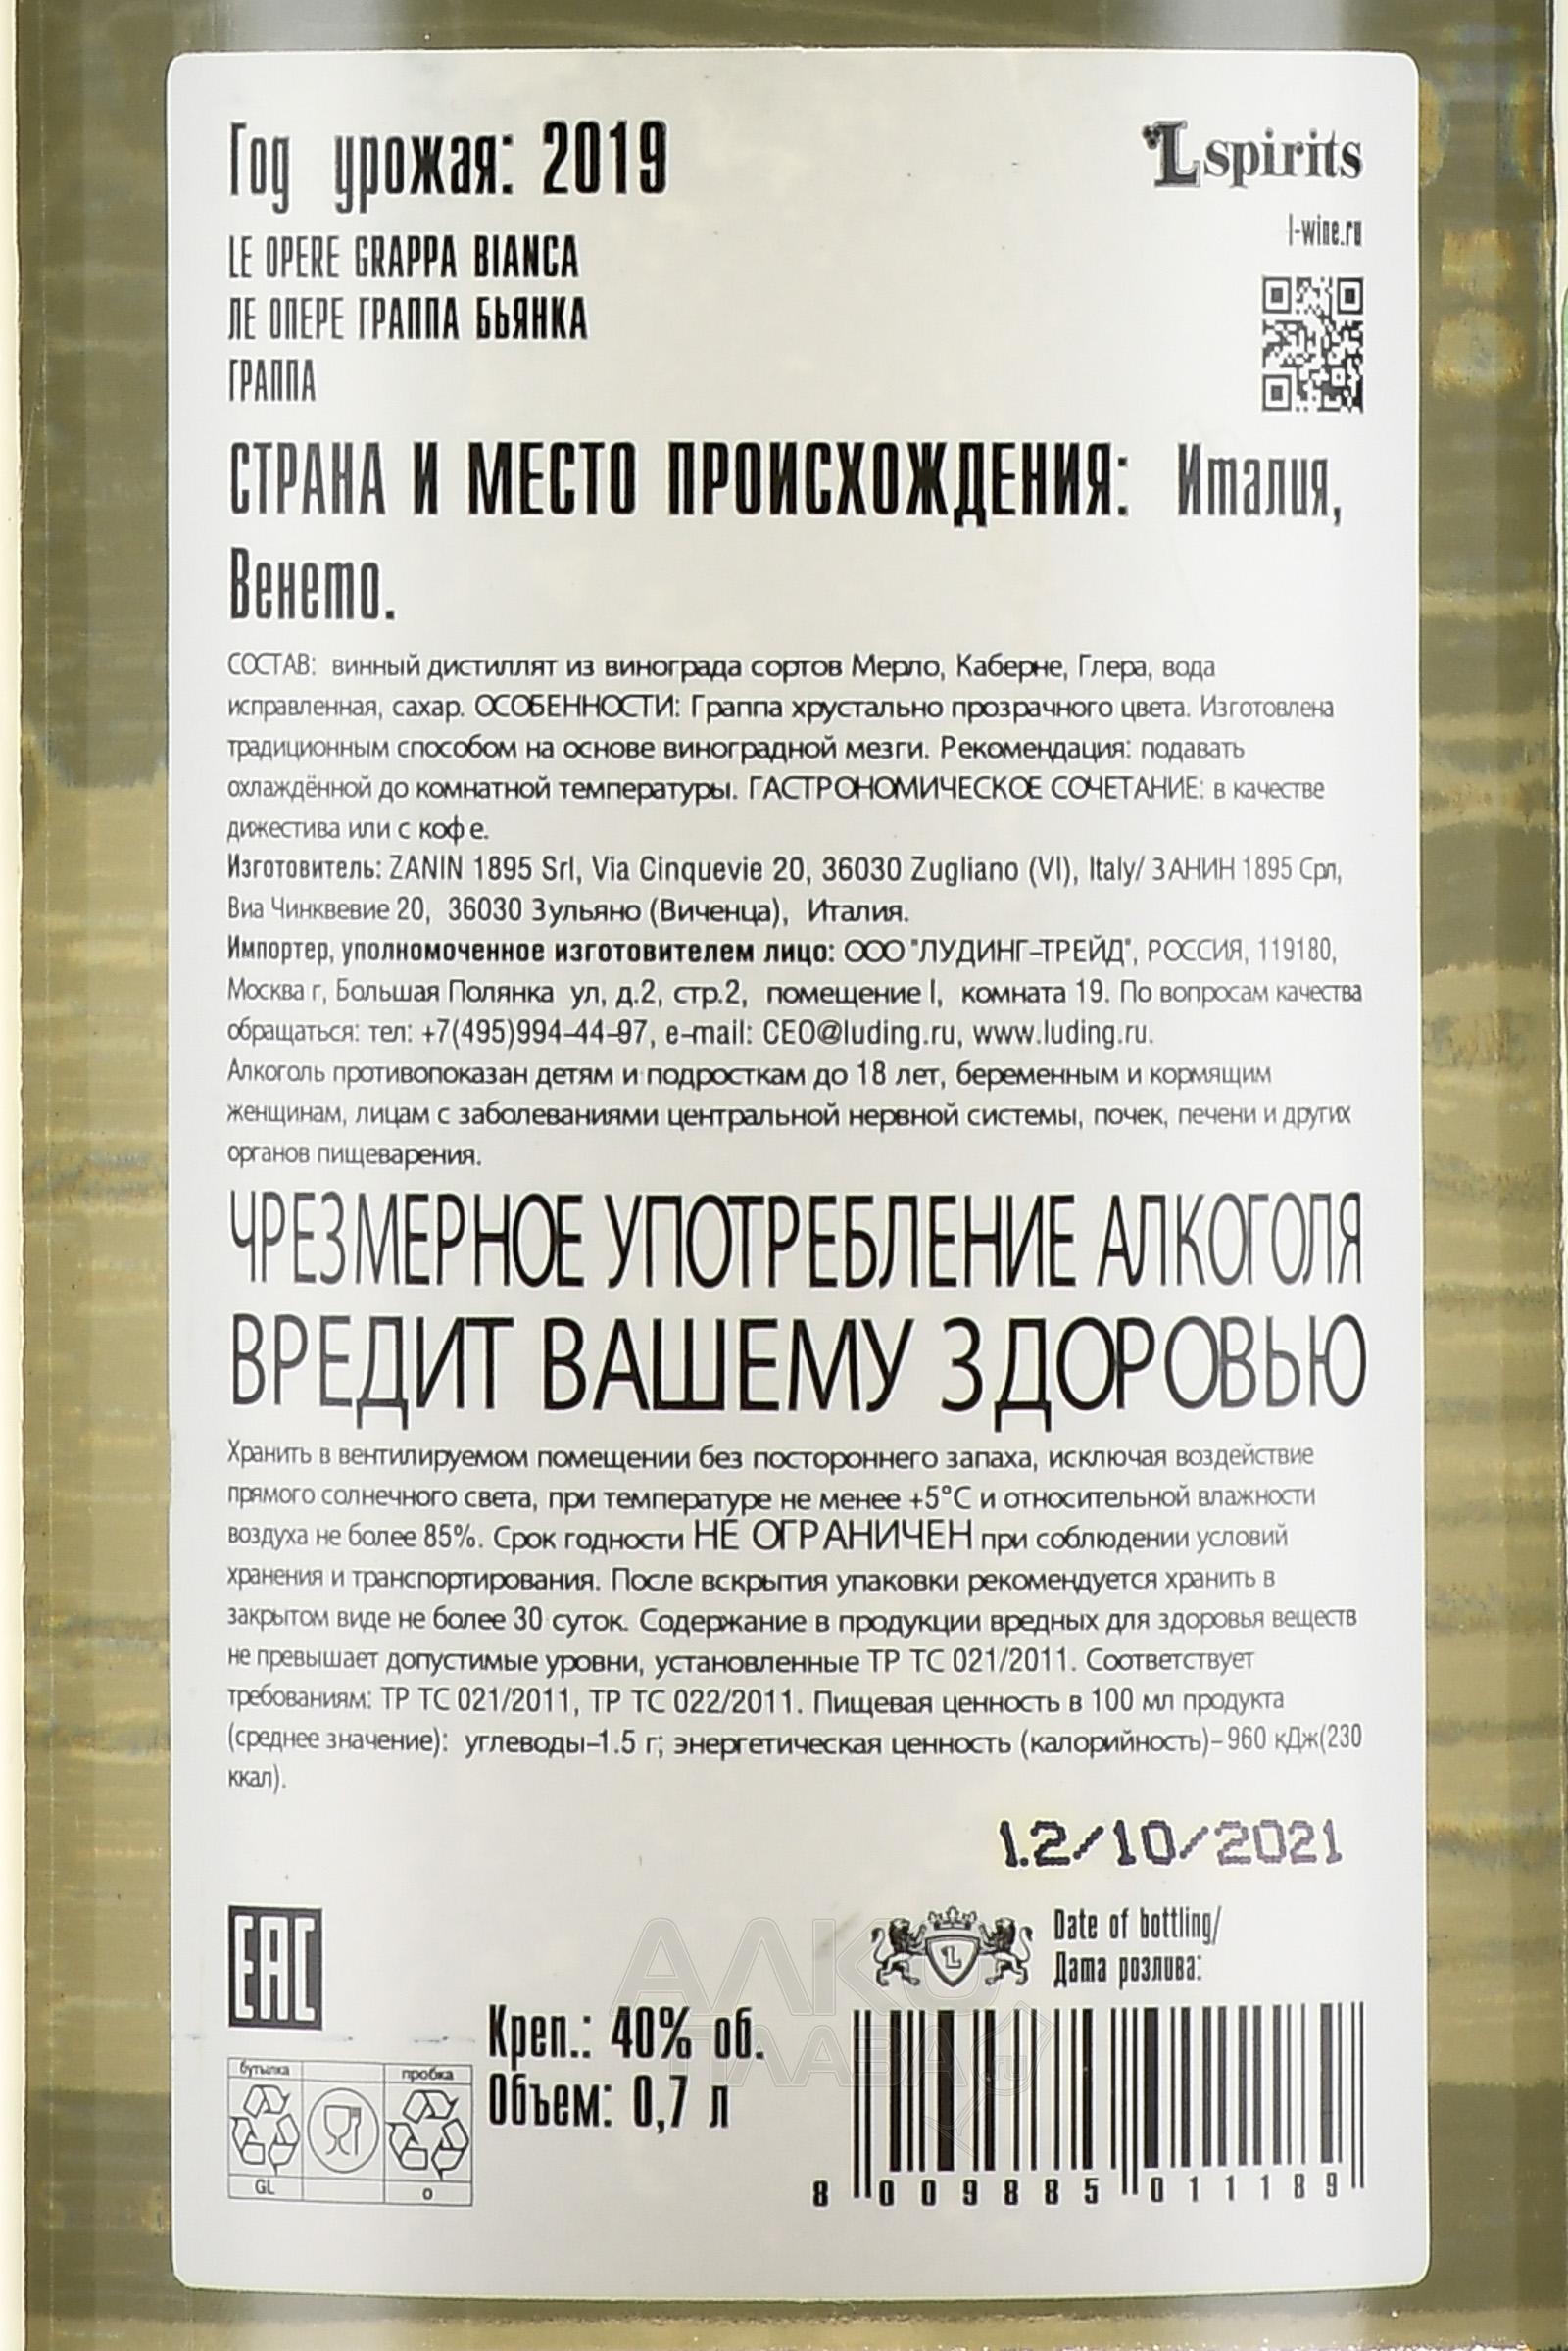 Год урожая: 2019
L spirits
l-wine.ru
LE OPERE GRAPPA BIANCA
ЛЕ ОПЕРЕ ГРАППА БЬЯНКА
ГРАППА
СТРАНА И МЕСТО ПРОИСХОЖДЕНИЯ: Италия,
Венето.
СОСТАВ: винный дистиллят из винограда сортов Мерло, Каберне, Глера, вода
исправленная, сахар. ОСОБЕННОСТИ: Граппа хрустально прозрачного цвета. Изготовлена
традиционным способом на основе виноградной мезги. Рекомендация: подавать
охлаждённой до комнатной температуры. ГАСТРОНОМИЧЕСКОЕ СОЧЕТАНИЕ: в качестве
дижестива или с кофе.
Изготовитель: ZANIN 1895 Srl, Via Cinquevie 20, 36030 Zugliano (VI), Italy/ ЗАНИН 1895 Срл,
Виа Чинквевие 20, 36030 Зульяно (Виченца), Италия.
Импортер, уполномоченное изготовителем лицо: ООО "ЛУДИНГ-ТРЕЙД", РОССИЯ, 119180,
Москва г, Большая Полянка ул, д.2, стр.2, помещение I, комната 19. По вопросам качества
обращаться: тел: +7(495)994-44-97, e-mail: CEO@luding.ru, www.luding.ru.
Алкоголь противопоказан детям и подросткам до 18 лет, беременным и кормящим
женщинам, лицам с заболеваниями центральной нервной системы, почек, печени и других
органов пищеварения.
ЧРЕЗМЕРНОЕ УПОТРЕБЛЕНИЕ АЛКОГОЛЯ
ВРЕДИТ ВАШЕМУ ЗДОРОВЬЮ
Хранить в вентилируемом помещении без постороннего запаха, исключая воздействие
прямого солнечного света, при температуре не менее +5°С и относительной влажности
воздуха не более 85%. Срок годности НЕ ОГРАНИЧЕН при соблюдении условий
хранения и транспортирования. После вскрытия упаковки рекомендуется хранить в
закрытом виде не более 30 суток. Содержание в продукции вредных для здоровья веществ
не превышает допустимые уровни, установленные ТР ТС 021/2011. Соответствует
требованиям: ТР ТС 021/2011, ТР ТС 022/2011. Пищевая ценность в 100 мл продукта
(среднее значение): углеводы-1.5 г; энергетическая ценность (калорийность)- 960 кДж(230
ккал).
12/10/2021
EAC
L
Date of bottling/
Дата розлива:
АЛКО
ПЛАЗА
Креп.: 40% об.
Объем: 0,7 л
бутылка пробка
GL 0
8 009885 011189